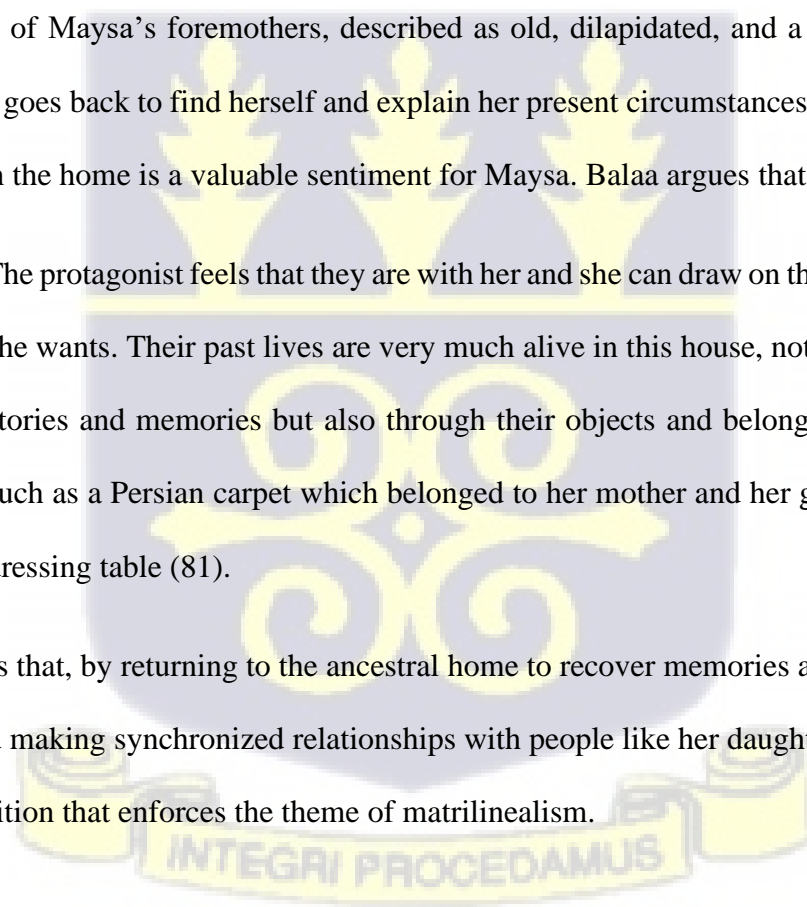 of Maysa’s foremothers, described as old, dilapidated, and a
goes back to find herself and explain her present circumstances
the home is a valuable sentiment for Maysa. Balaa argues that
The protagonist feels that they are with her and she can draw on
he wants. Their past lives are very much alive in this house, not
tories and memories but also through their objects and belong
uch as a Persian carpet which belonged to her mother and her g
ressing table (81).
s that, by returning to the ancestral home to recover memories a
making synchronized relationships with people like her daugh
ition that enforces the theme of matrilinealism.
INTEGRI PROCEDAMUS